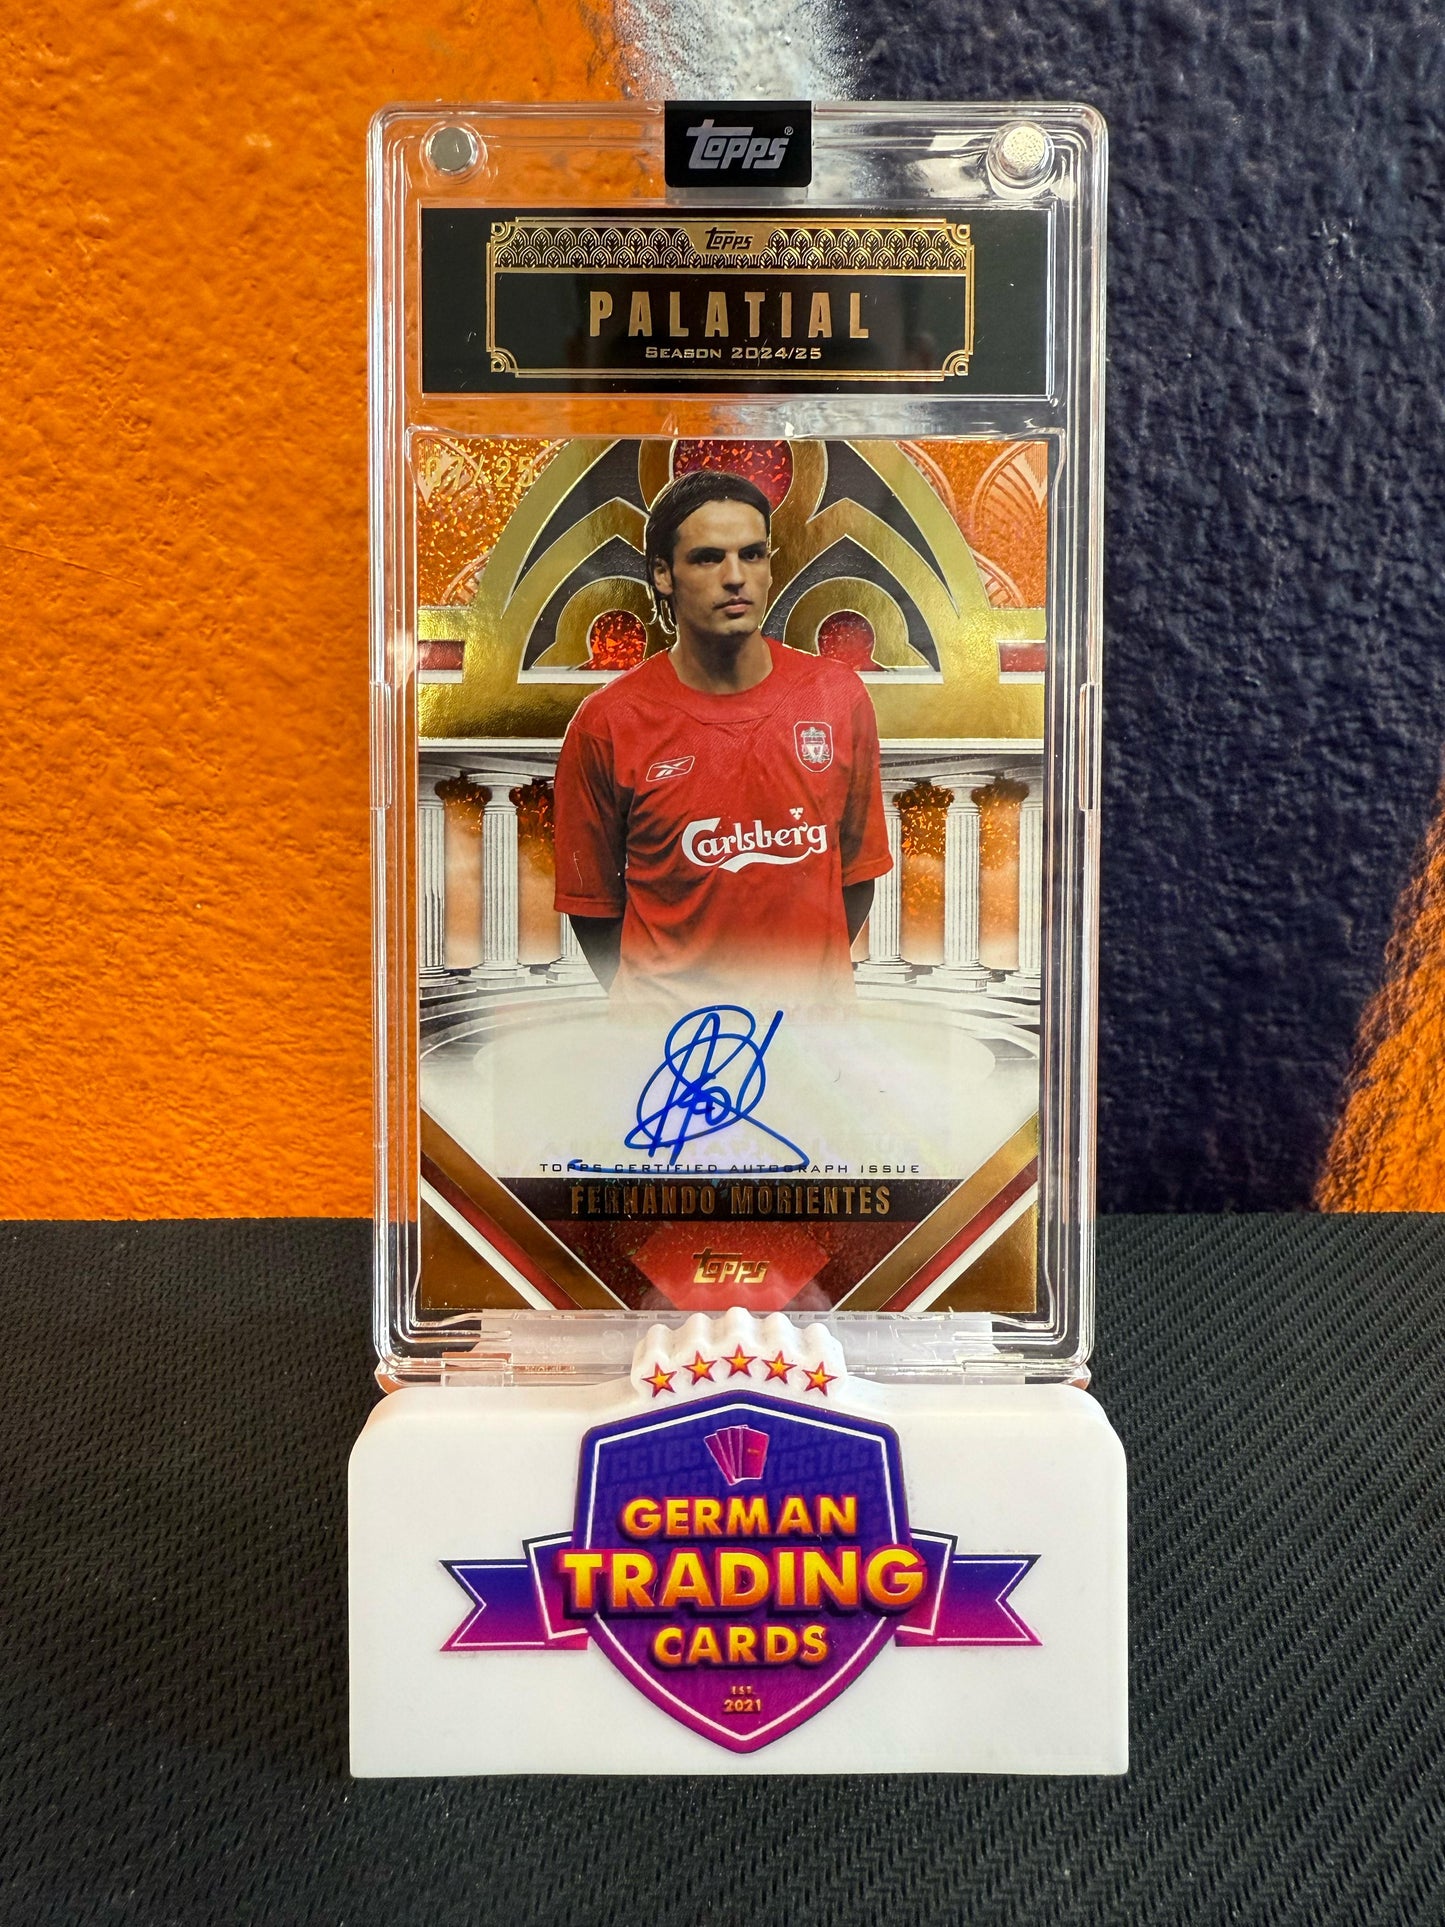 topps®
topps
PALATIAL
SEASON 2024/25
07/25
Carlsberg
TOPPS CERTIFIED AUTOGRAPH ISSUE
FERNANDO MORIENTES
topps
GERMAN
TRADING
CARDS
EST.
2021